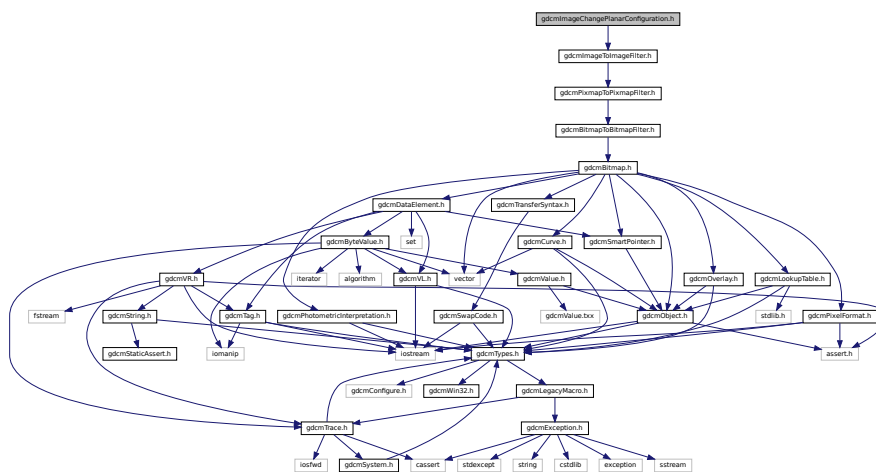 gdcmImageChangePlanarConfiguration.h
gdcmImageToImageFilter.h
gdcmPixmapToPixmapFilter.h
gdcmBitmapToBitmapFilter.h
gdcmBitmap.h
gdcmDataElement.h
gdcmTransferSyntax.h
gdcmByteValue.h
set
gdcmCurve.h
gdcmSmartPointer.h
gdcmVR.h
iterator
algorithm
gdcmVL.h
vector
gdcmValue.h
gdcmOverlay.h
gdcmLookupTable.h
fstream
gdcmString.h
gdcmTag.h
gdcmPhotometricInterpretation.h
gdcmSwapCode.h
gdcmValue.txx
gdcmObject.h
stdlib.h
gdcmPixelFormat.h
gdcmStaticAssert.h
iomanip
iostream
gdcmTypes.h
assert.h
gdcmConfigure.h
gdcmWin32.h
gdcmLegacyMacro.h
gdcmTrace.h
gdcmException.h
iosfwd
gdcmSystem.h
cassert
stdexcept
string
cstdlib
exception
sstream